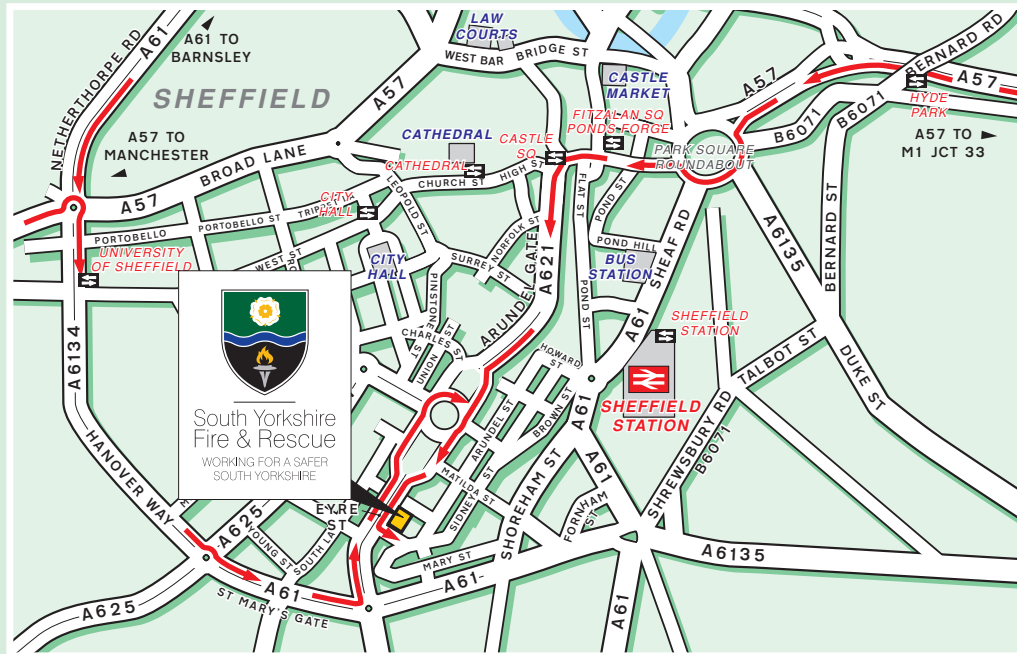 LAW
COURTS
NETHERTHORPE RD
A61
A61 TO
BARNSLEY
WEST BAR
BRIDGE ST
BERNARD RD
A57
A57
A57
SHEFFIELD
CASTLE
MARKET
B6071
B6071
HYDE
PARK
A57 TO
MANCHESTER
BROAD LANE
CATHEDRAL
CASTLE
SQ
FITZALAN SQ
PONDS FORGE
PARK SQUARE
ROUNDABOUT
A57 TO
M1 JCT 33
CATHEDRAL
CHURCH ST
HIGH ST
A57
PORTOBELLO ST
CITY
HALL
LEOPOLD ST
FLAT ST
POND ST
PORTOBELLO
UNIVERSITY
OF SHEFFIELD
WEST ST
CITY
HALL
SURREY ST
NORFOLK ST
ARUNDEL GATE
A621
POND HILL
BUS
STATION
POND ST
SHEAF RD
A61
A6135
BERNARD ST
PINSTONE ST
CHARLES ST
UNION ST
HOWARD
ST
SHEFFIELD
STATION
A6134
TALBOT ST
DUKE ST
South Yorkshire
Fire & Rescue
WORKING FOR A SAFER
SOUTH YORKSHIRE
SHEFFIELD
STATION
A61
BROWN ST
ARUNDEL ST
SIDNEY ST
MATILDA ST
SHREWSBURY RD
B6071
HANOVER WAY
A61
EYRE
ST
SHOREHAM ST
FORNHAM
ST
A625
YOUNG ST
SOUTH LA
MARY ST
A61
A6135
A61
ST MARY'S GATE
A625
A61